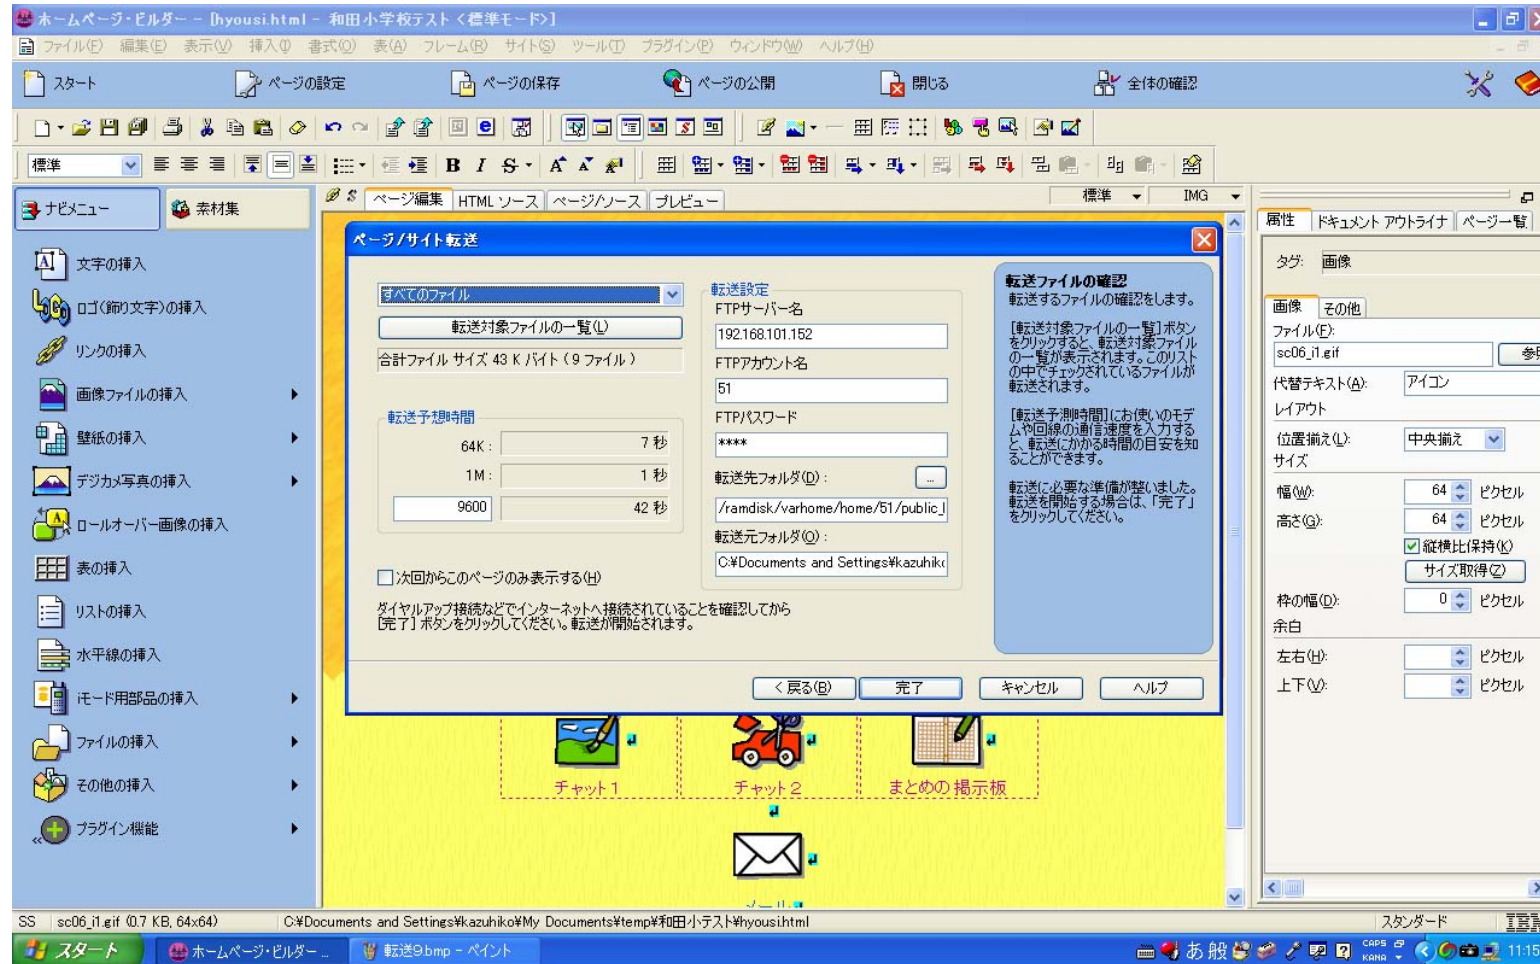 ホームページ・ビルダー - [hyousi.html - 和田小学校テスト <標準モード>]
ファイル(F) 編集(E) 表示(V) 挿入(I) 書式(O) 表(A) フレーム(R) サイト(S) ツール(T) プラグイン(P) ウィンドウ(W) ヘルプ(H)
スタート ページの設定 ページの保存 ページの公開 閉じる 全体の確認
標準 B I S A A
ナビメニュー 素材集
ページ編集 HTML ソース ページ/ソース プレビュー 標準 IMG
文字の挿入
ロゴ(飾り文字)の挿入
リンクの挿入
画像ファイルの挿入
壁紙の挿入
デジカメ写真の挿入
ロールオーバー画像の挿入
表の挿入
リストの挿入
水平線の挿入
iモード用部品の挿入
ファイルの挿入
その他の挿入
プラグイン機能
ページ/サイト転送
すべてのファイル
転送対象ファイルの一覧(L)
合計ファイル サイズ 43 K バイト ( 9 ファイル )
転送予想時間
64K : 7 秒
1M : 1 秒
9600 42 秒
次回からこのページのみ表示する(H)
ダイヤルアップ接続などでインターネットへ接続されていることを確認してから
[完了] ボタンをクリックしてください。転送が開始されます。
転送設定
FTPサーバー名
192.168.101.152
FTPアカウント名
51
FTPパスワード
****
転送先フォルダ(D) : ...
/ramdisk/varhome/home/51/public_
転送元フォルダ(O) :
C:¥Documents and Settings¥kazuhik
転送ファイルの確認
転送するファイルの確認をします。
[転送対象ファイルの一覧]ボタン
をクリックすると、転送対象ファイル
の一覧が表示されます。このリスト
の中でチェックされているファイルが
転送されます。
[転送予測時間]にお使いのモデ
ムや回線の通信速度を入力する
と、転送にかかる時間の目安を知
ることができます。
転送に必要な準備が整いました。
転送を開始する場合は、「完了」
をクリックしてください。
< 戻る(B) 完了 キャンセル ヘルプ
チャット1 チャット2 まとめの掲示板
メール
属性 ドキュメント アウトライナ ページ一覧
タグ: 画像
画像 その他
ファイル(F):
sc06_i1.gif 参照
代替テキスト(A): アイコン
レイアウト
位置揃え(L): 中央揃え
サイズ
幅(W): 64 ピクセル
高さ(G): 64 ピクセル
縦横比保持(K)
サイズ取得(Z)
枠の幅(D): 0 ピクセル
余白
左右(H): ピクセル
上下(V): ピクセル
SS sc06_i1.gif (0.7 KB, 64x64) C:¥Documents and Settings¥kazuhiko¥My Documents¥temp¥和田小テスト¥hyousi.html スタンダード IBM
スタート ホームページ・ビルダー ... 転送9.bmp - ペイント あ 般 CAPS KANA 11:15